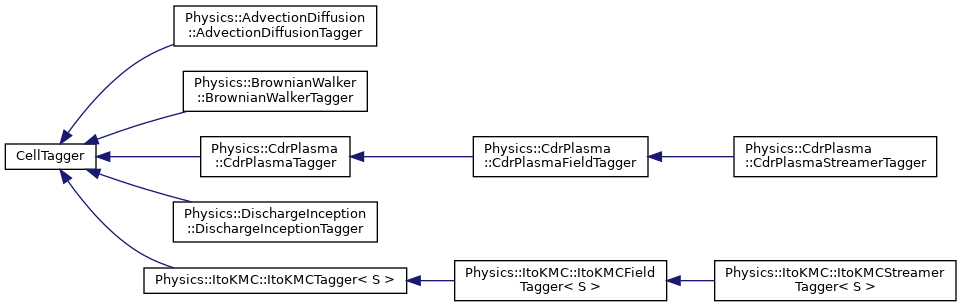 Physics::AdvectionDiffusion
::AdvectionDiffusionTagger
Physics::BrownianWalker
::BrownianWalkerTagger
CellTagger
Physics::CdrPlasma
::CdrPlasmaTagger
Physics::CdrPlasma
::CdrPlasmaFieldTagger
Physics::CdrPlasma
::CdrPlasmaStreamerTagger
Physics::DischargeInception
::DischargeInceptionTagger
Physics::ItoKMC::ItoKMCTagger< S >
Physics::ItoKMC::ItoKMCField
Tagger< S >
Physics::ItoKMC::ItoKMCStreamer
Tagger< S >